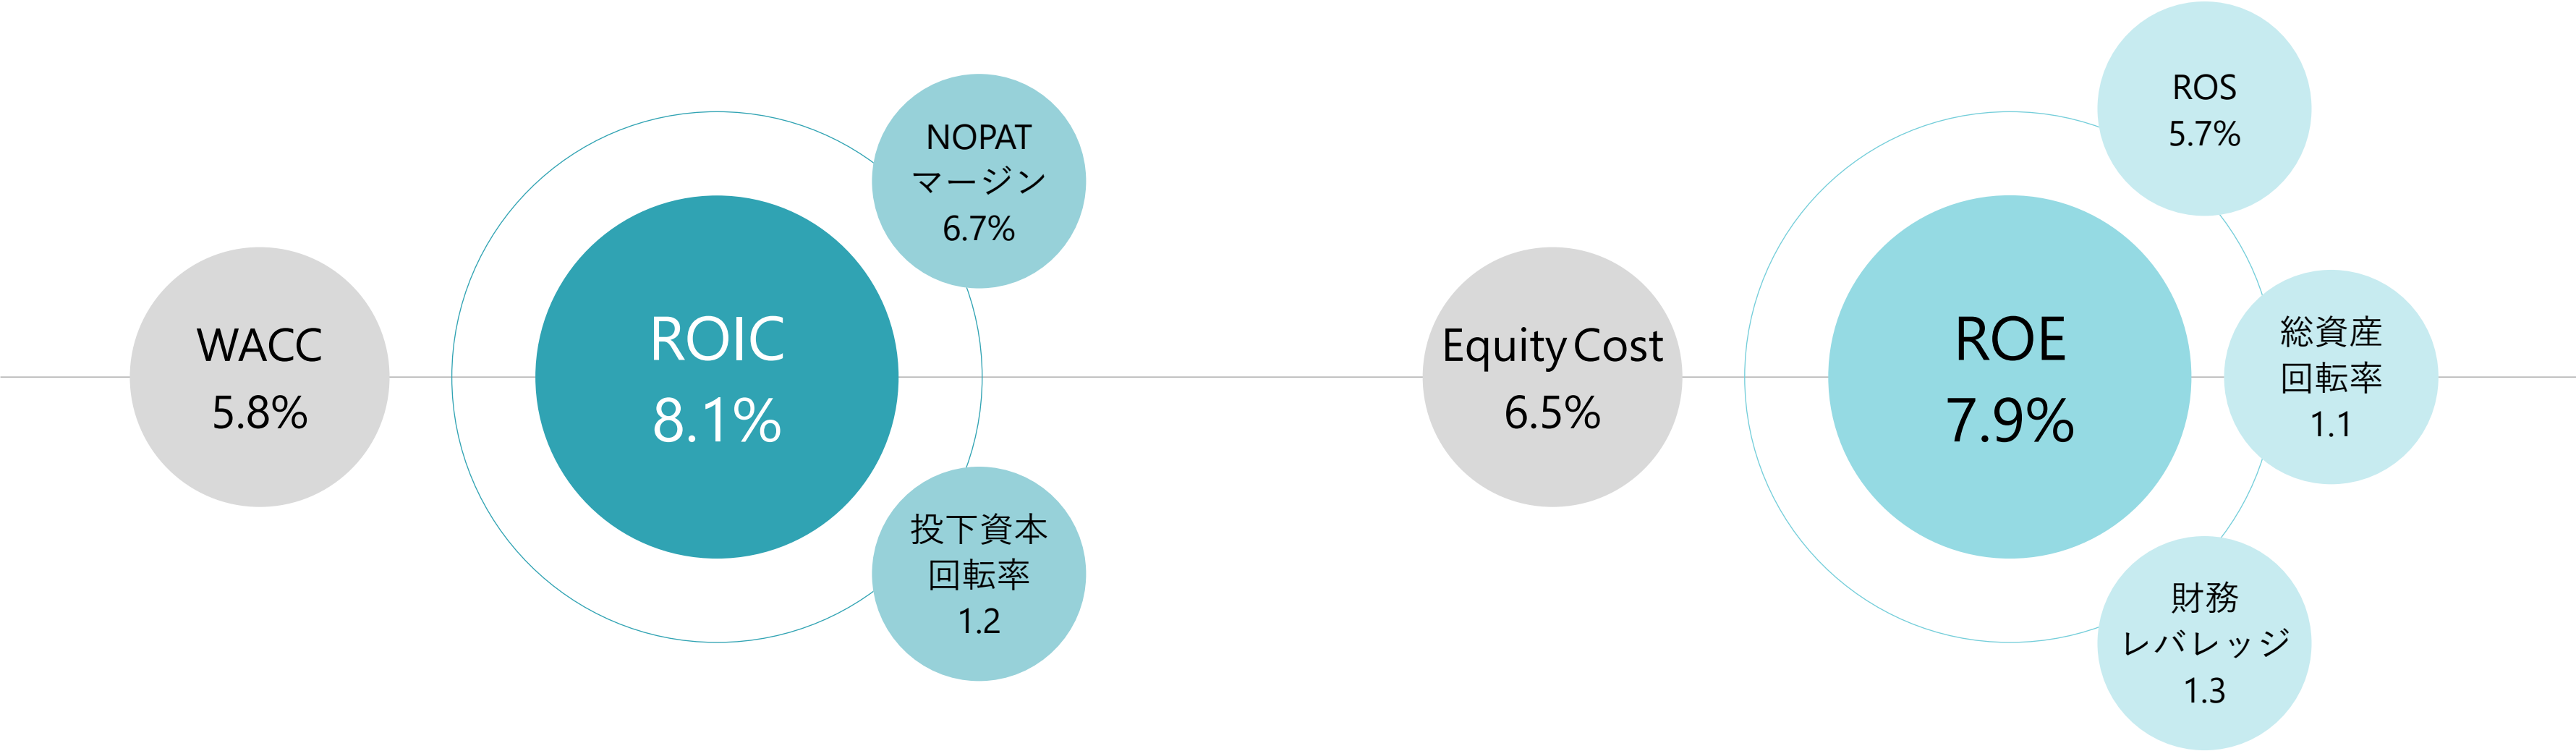 WACC
5.8%
ROIC
8.1%
NOPAT
マージン
6.7%
投下資本
回転率
1.2
Equity Cost
6.5%
ROE
7.9%
ROS
5.7%
総資産
回転率
1.1
財務
レバレッジ
1.3